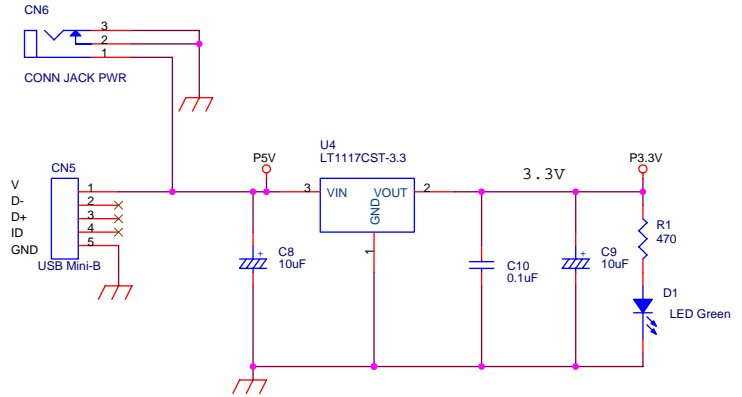 CN6
3
2
1
CONN JACK PWR
U4
LT1117CST-3.3
P5V
3.3V
P3.3V
CN5
V
D-
D+
ID
GND
1
2
3
4
5
USB Mini-B
3
VIN
VOUT
2
GND
1
R1
470
C8
+
10uF
C10
0.1uF
C9
+
10uF
D1
LED Green